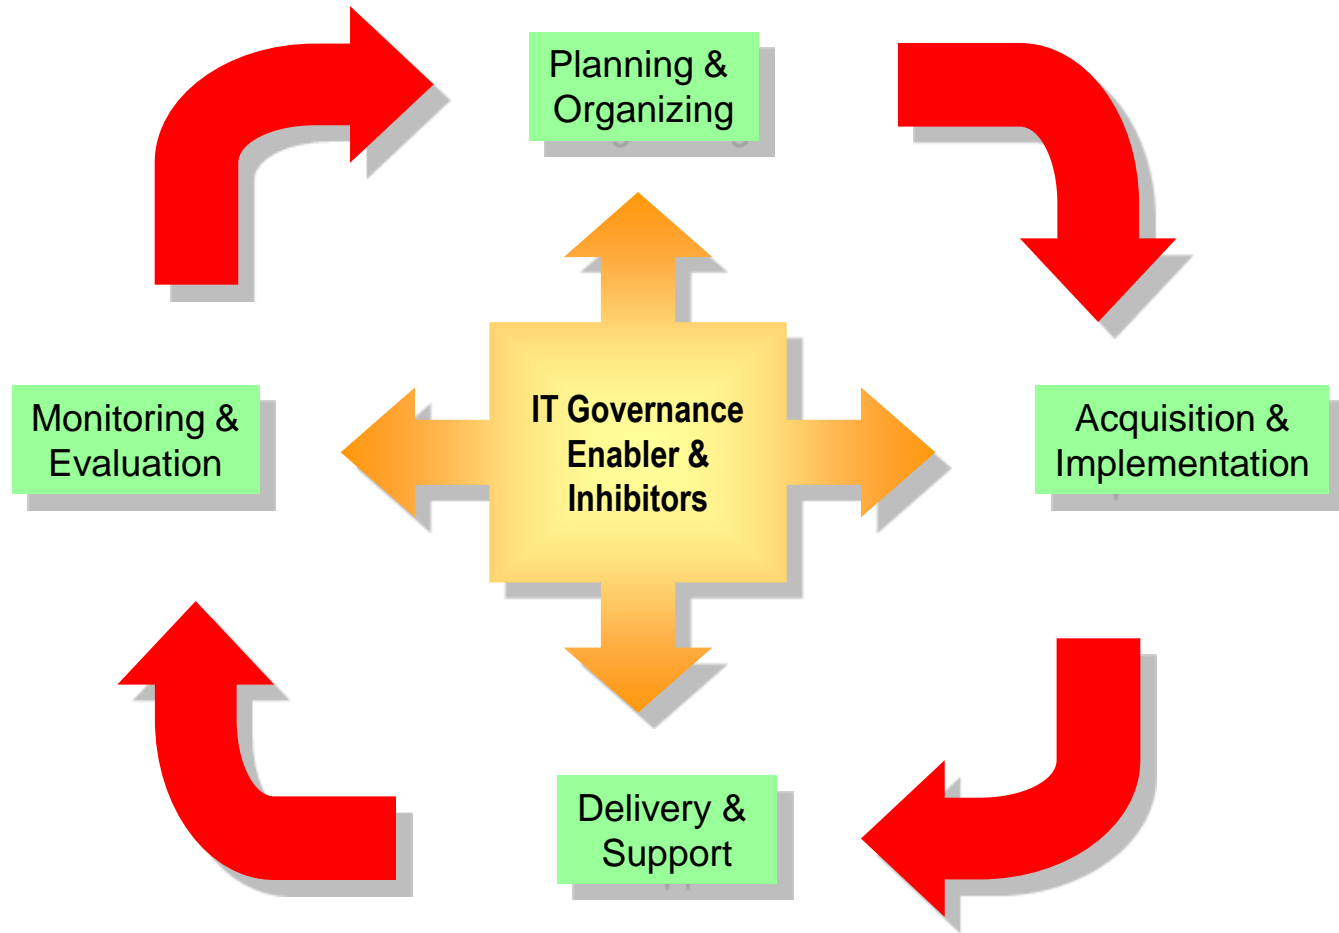 Planning &
Organizing
Monitoring &
Evaluation
IT Governance
Enabler &
Inhibitors
Acquisition &
Implementation
Delivery &
Support